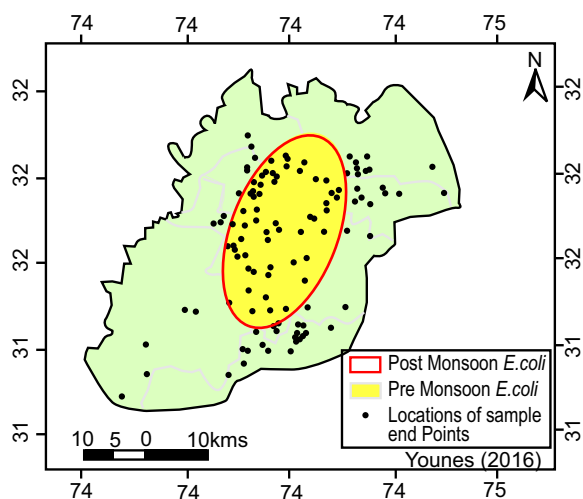 74 74 74 74 75
N
32 32
32 32
32 32
31 31
31 31
Post Monsoon E.coli
Pre Monsoon E.coli
Locations of sample
end Points
10 5 0 10kms
Younes (2016)
74 74 74 74 75